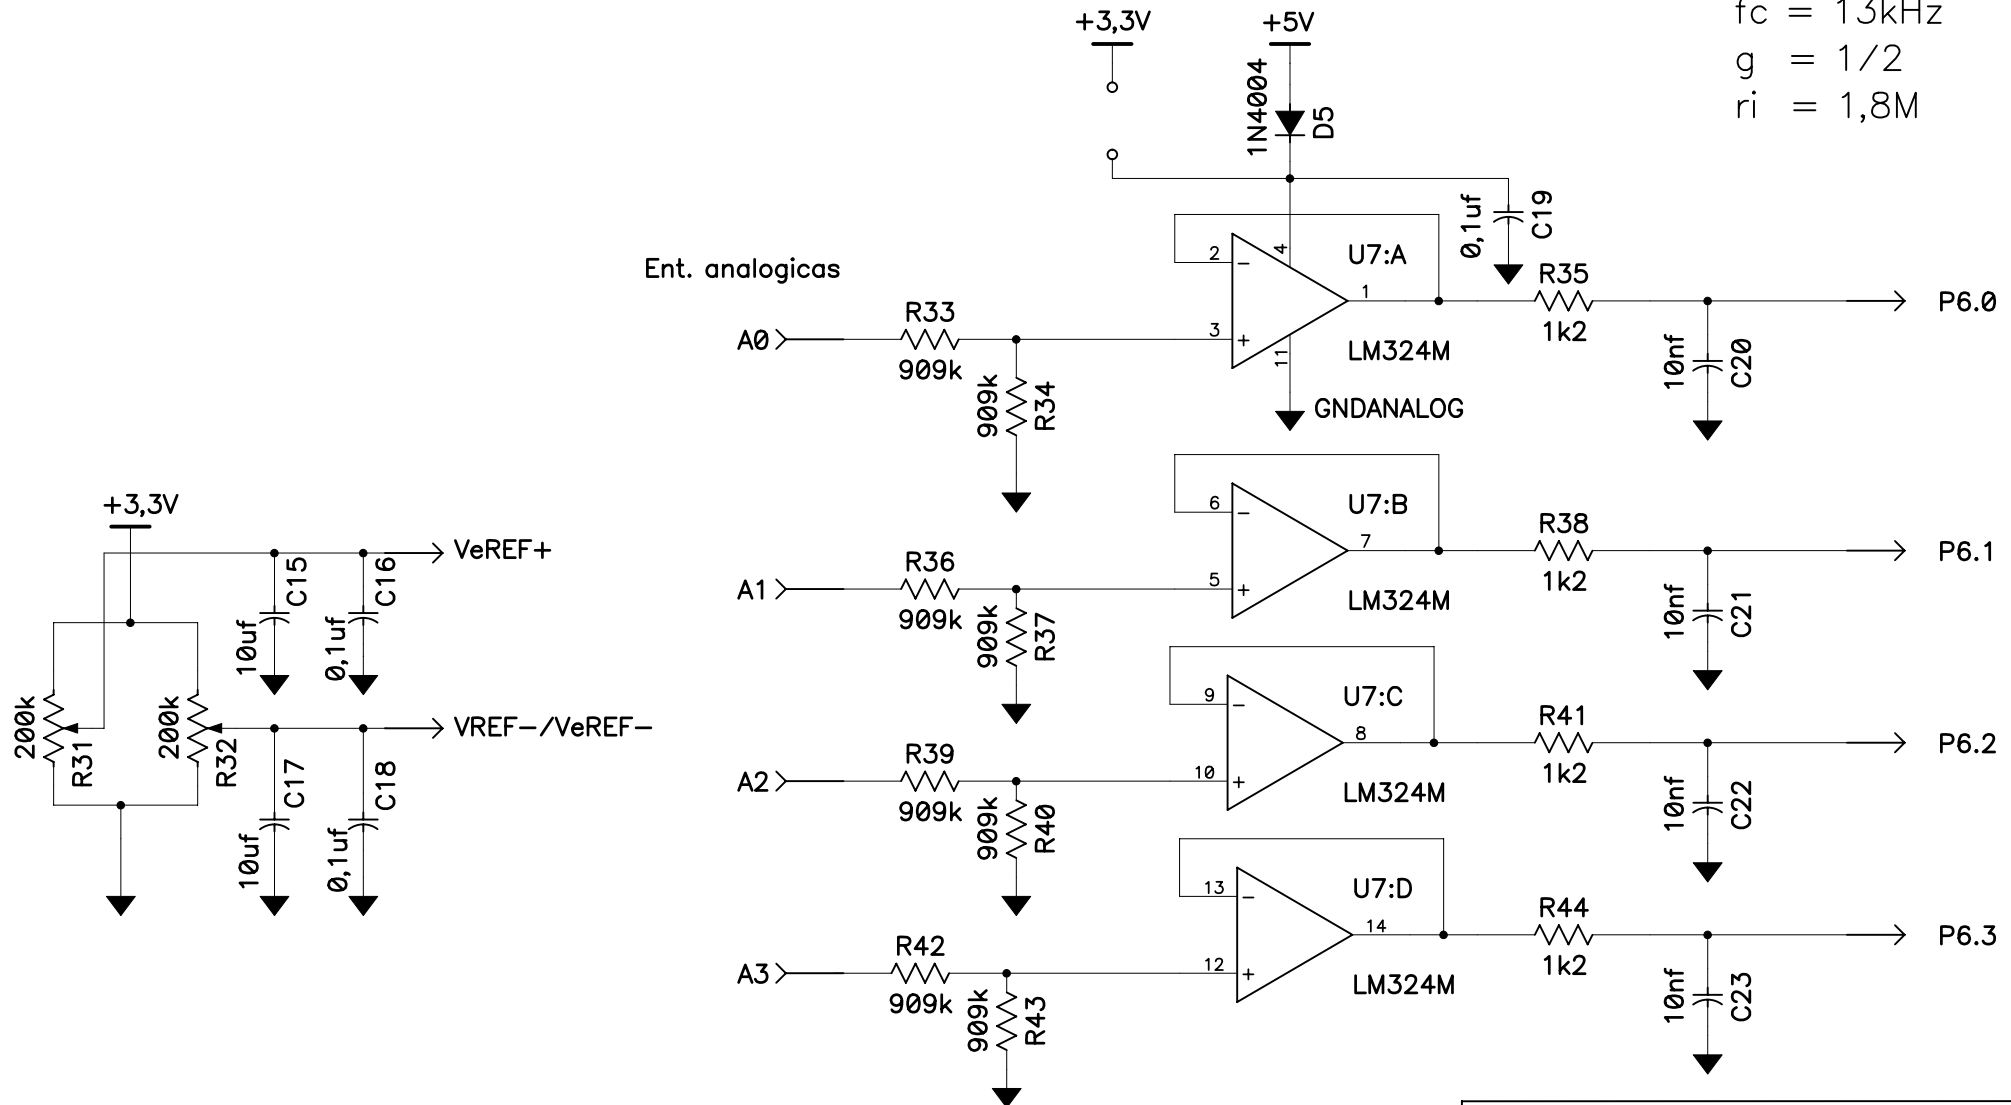 fc = 13kHz
g = 1/2
ri = 1,8M
+3,3V
+5V
1N4004
D5
0,1uf
C19
Ent. analogicas
A0
R33
909k
909k
R34
2
3
4
11
1
U7:A
LM324M
GNDANALOG
R35
1k2
10nf
C20
P6.0
A1
R36
909k
909k
R37
6
5
7
U7:B
LM324M
R38
1k2
10nf
C21
P6.1
A2
R39
909k
909k
R40
9
10
8
U7:C
LM324M
R41
1k2
10nf
C22
P6.2
A3
R42
909k
909k
R43
13
12
14
U7:D
LM324M
R44
1k2
10nf
C23
P6.3
+3,3V
VeREF+
10uf
C15
0,1uf
C16
200k
R31
200k
R32
VREF-/VeREF-
10uf
C17
0,1uf
C18